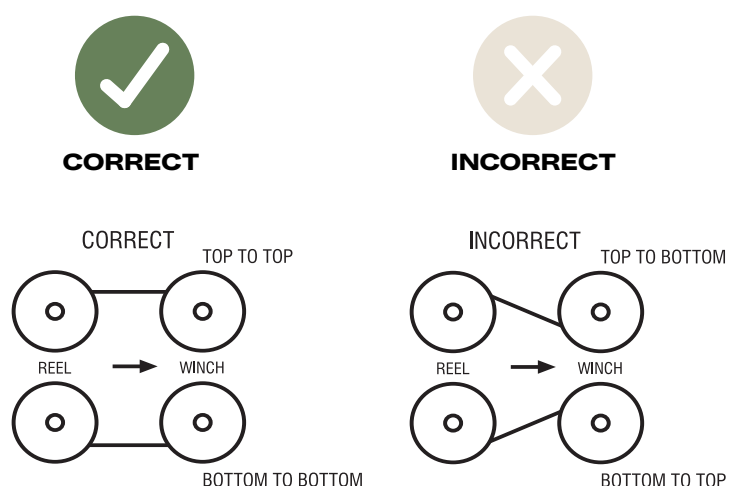 CORRECT
INCORRECT
CORRECT
TOP TO TOP
REEL
WINCH
BOTTOM TO BOTTOM
INCORRECT
TOP TO BOTTOM
REEL
WINCH
BOTTOM TO TOP